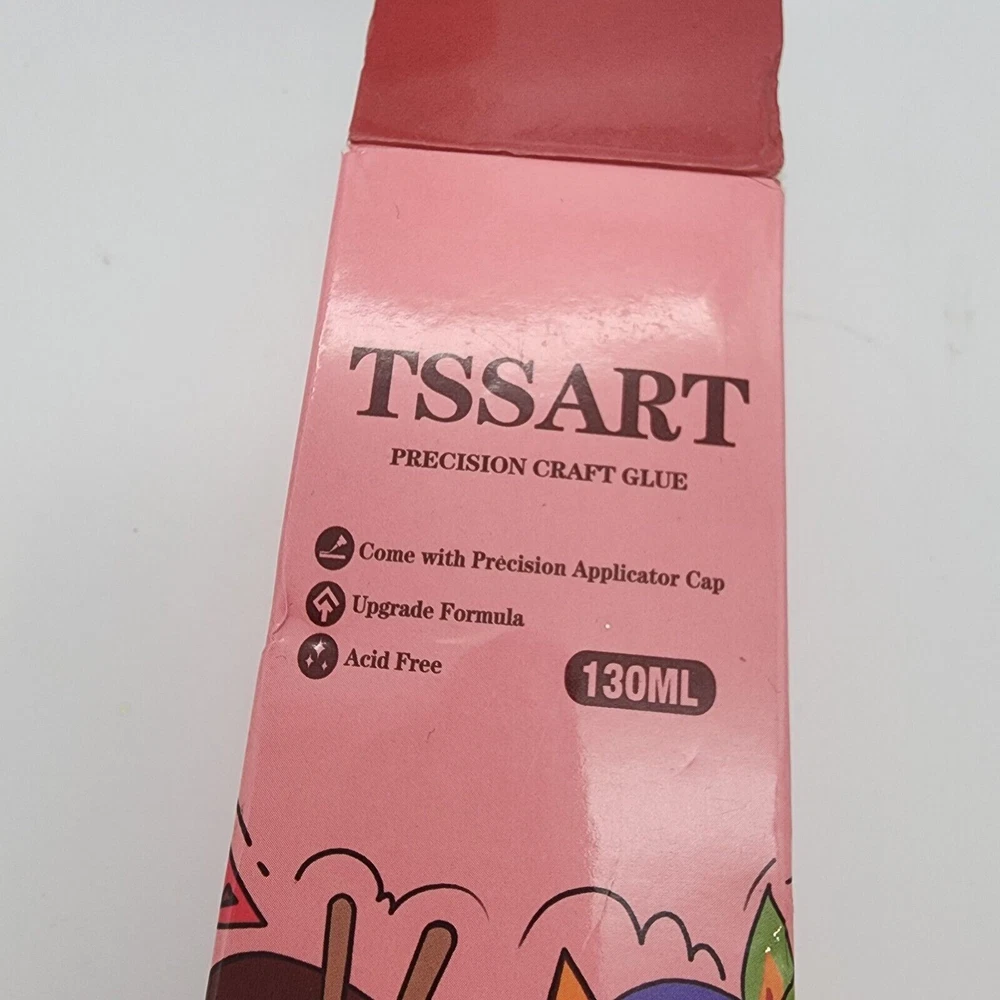 TSSART
PRECISION CRAFT GLUE
Come with Precision Applicator Cap
Upgrade Formula
Acid Free
130ML